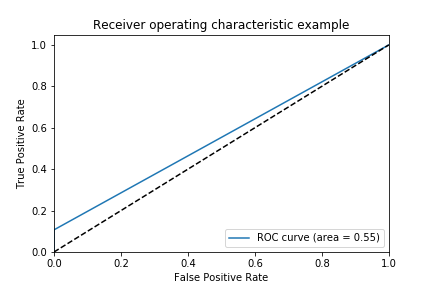 Receiver operating characteristic example
True Positive Rate
1.0
0.8
0.6
0.4
0.2
0.0
0.0 0.2 0.4 0.6 0.8 1.0
False Positive Rate
ROC curve (area = 0.55)